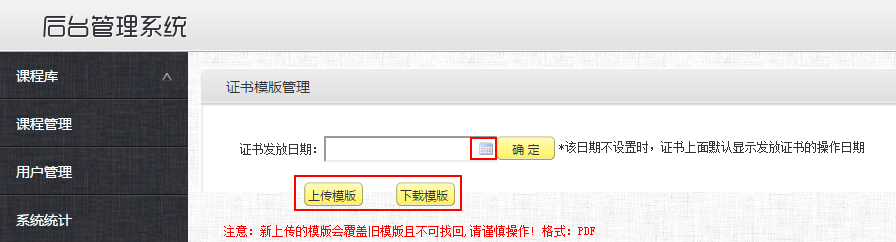 后台管理系统
课程库
课程管理
用户管理
系统统计
证书模版管理
证书发放日期： 确 定 *该日期不设置时，证书上面默认显示发放证书的操作日期
上传模版 下载模版
注意：新上传的模版会覆盖旧模版且不可找回,请谨慎操作！格式：PDF